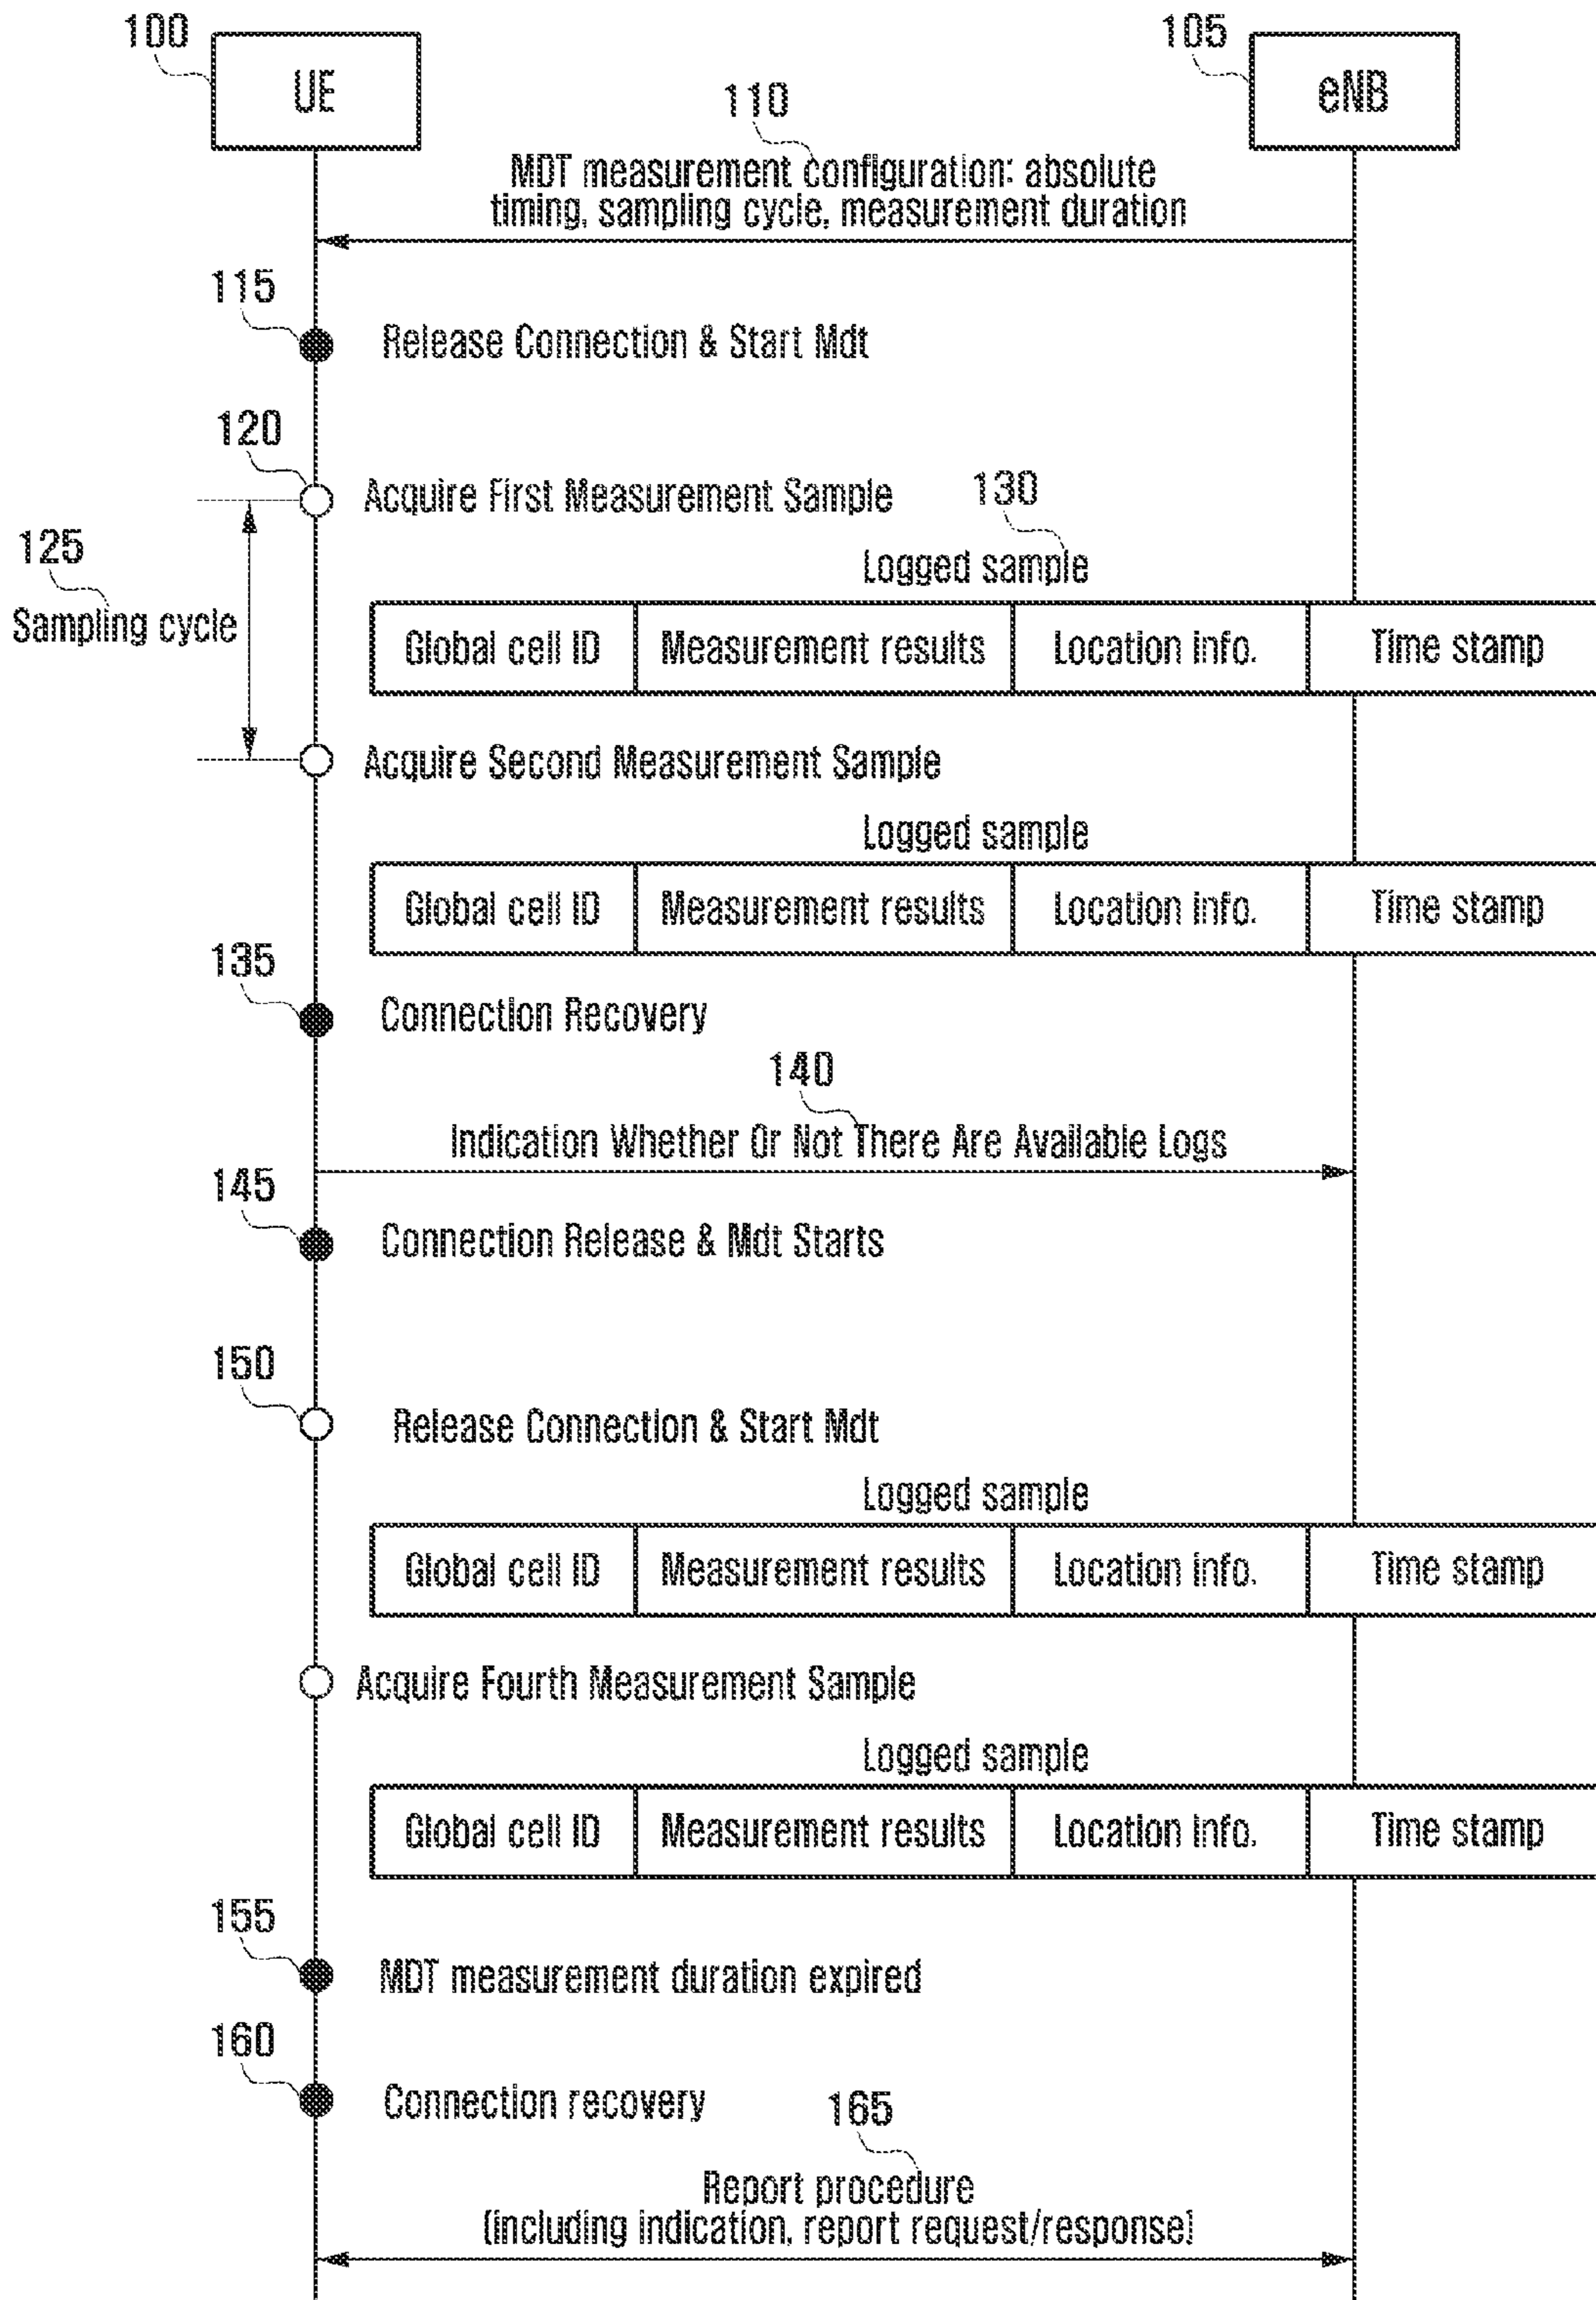 100
UE
105
eNB
110
MDT measurement configuration: absolute
timing, sampling cycle, measurement duration
115
Release Connection & Start Mdt
120
Acquire First Measurement Sample
130
125
Sampling cycle
Logged sample
Global cell ID Measurement results Location info. Time stamp
Acquire Second Measurement Sample
Logged sample
Global cell ID Measurement results Location info. Time stamp
135
Connection Recovery
140
Indication Whether Or Not There Are Available Logs
145
Connection Release & Mdt Starts
150
Release Connection & Start Mdt
Logged sample
Global cell ID Measurement results Location info. Time stamp
Acquire Fourth Measurement Sample
Logged sample
Global cell ID Measurement results Location info. Time stamp
155
MDT measurement duration expired
160
Connection recovery
165
Report procedure
(including indication, report request/response)